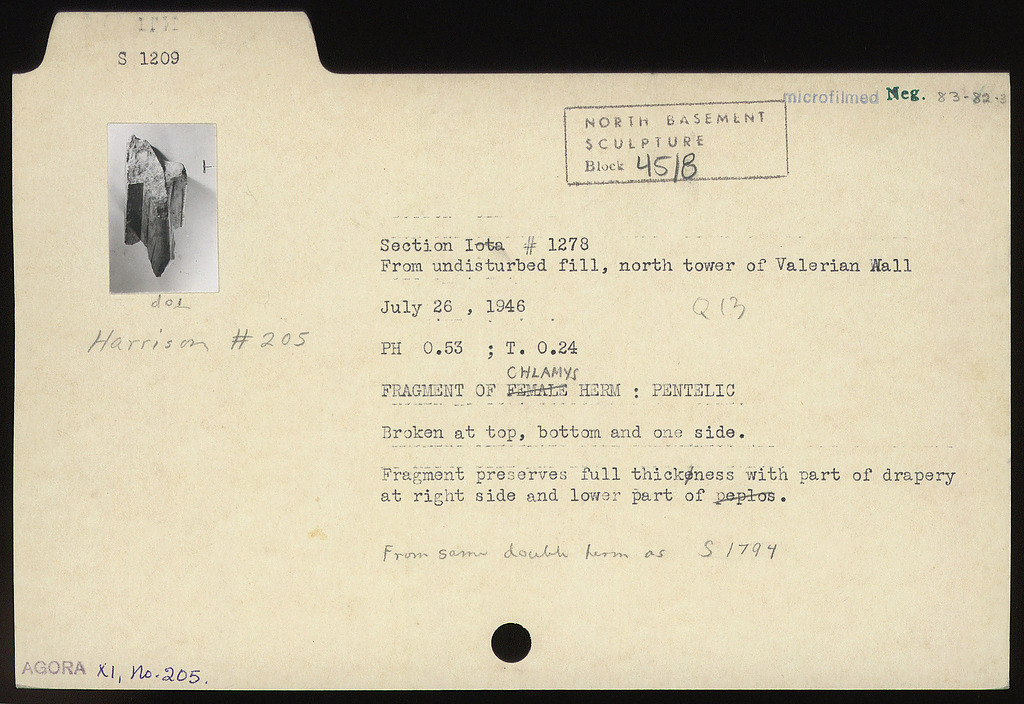 S 1209
microfilmed Neg. 83-82-3
NORTH BASEMENT
SCULPTURE
Block 45/8
Section Iota # 1278
From undisturbed fill, north tower of Valerian Wall
July 26 , 1946
Q 13
PH 0.53 ; T. 0.24
CHLAMYS
FRAGMENT OF FEMALE HERM : PENTELIC
Broken at top, bottom and one side.
Fragment preserves full thickeness with part of drapery
at right side and lower part of peplos.
From same double herm as S 1794
Harrison # 205
AGORA XI, No. 205.